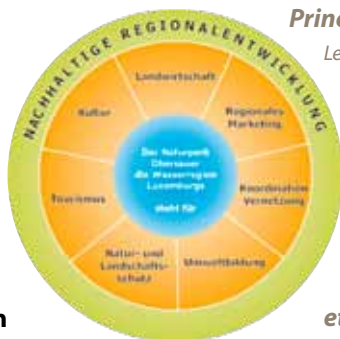 Princ
Le
NACHHALTIGE REGIONALENTWICKLUNG
Landwirtschaft
Regionales
Marketing
Koordination
Vernetzung
Umweltbildung
Natur- und
Landschafts-
schutz
Tourismus
Kultur
Der Naturpark
Obersauer
die Wasserregion
Luxemburgs
steht für
n
et